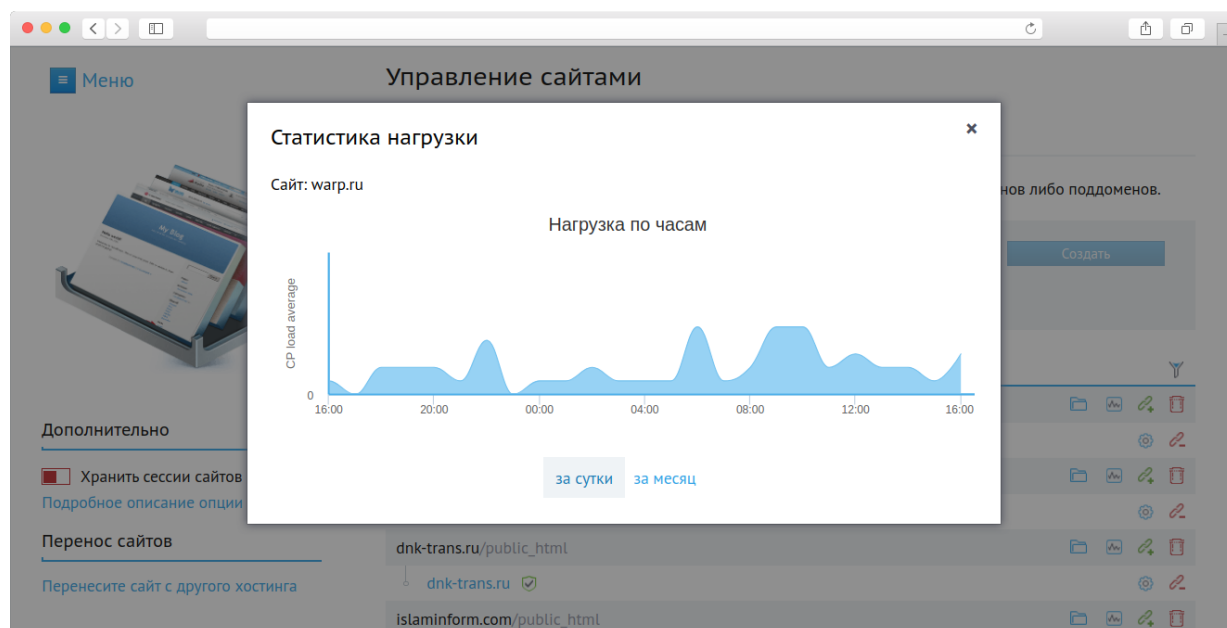 Меню
Управление сайтами
Статистика нагрузки
Сайт: warp.ru
нов либо поддоменов.
My Blog
Нагрузка по часам
Создать
CP load average
0
16:00 20:00 00:00 04:00 08:00 12:00 16:00
за сутки за месяц
Дополнительно
Хранить сессии сайтов
Подробное описание опции
Перенос сайтов
Перенесите сайт с другого хостинга
dnk-trans.ru/public_html
dnk-trans.ru
islaminform.com/public_html